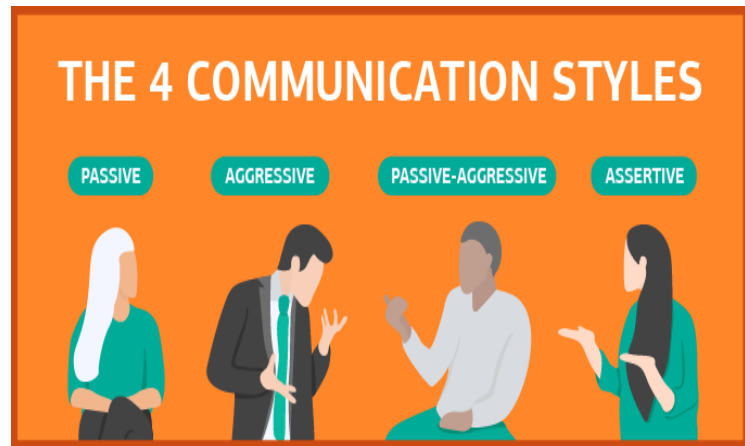 THE 4 COMMUNICATION STYLES
PASSIVE
AGGRESSIVE
PASSIVE-AGGRESSIVE
ASSERTIVE